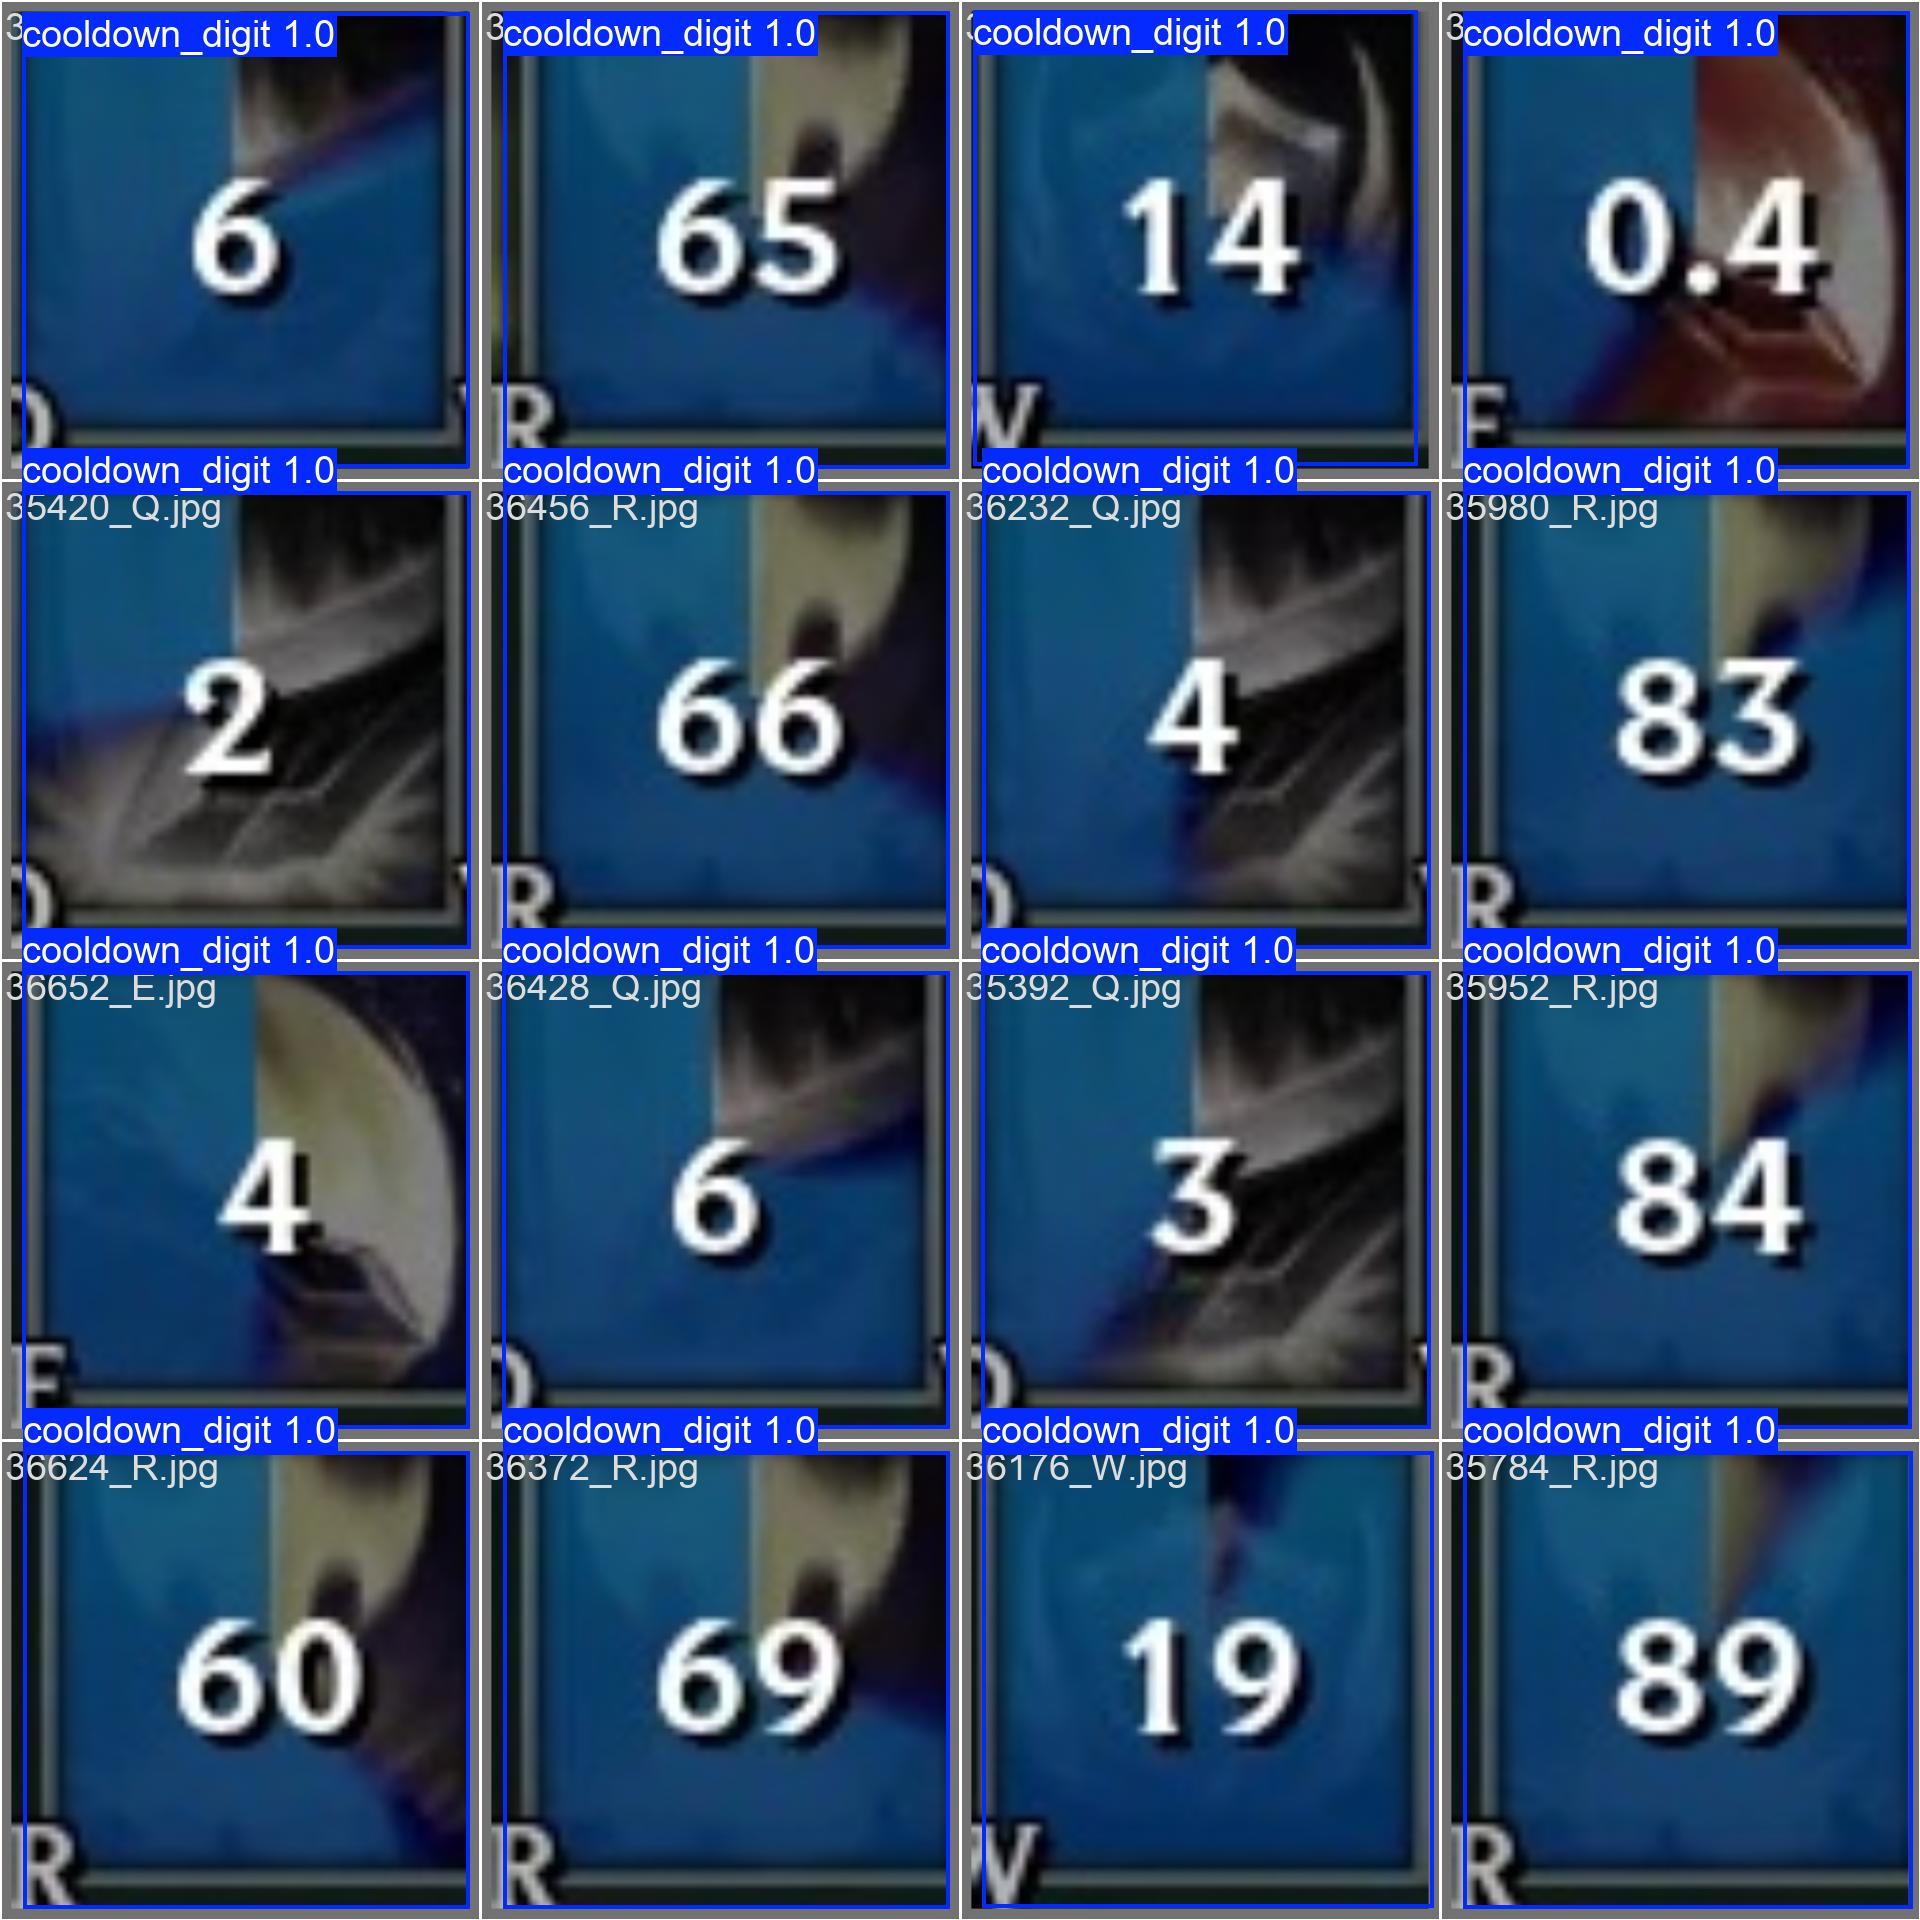 cooldown_digit 1.0 cooldown_digit 1.0 cooldown_digit 1.0 cooldown_digit 1.0
6 65 14 0.4
R W E
cooldown_digit 1.0 cooldown_digit 1.0 cooldown_digit 1.0 cooldown_digit 1.0
35420_Q.jpg 36456_R.jpg 36232_Q.jpg 35980_R.jpg
2 66 4 83
R R
cooldown_digit 1.0 cooldown_digit 1.0 cooldown_digit 1.0 cooldown_digit 1.0
36652_E.jpg 36428_Q.jpg 35392_Q.jpg 35952_R.jpg
4 6 3 84
E R
cooldown_digit 1.0 cooldown_digit 1.0 cooldown_digit 1.0 cooldown_digit 1.0
36624_R.jpg 36372_R.jpg 36176_W.jpg 35784_R.jpg
60 69 19 89
R R W R